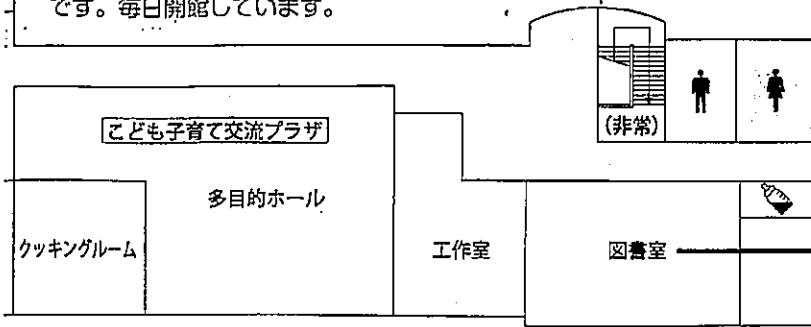 です。毎日開館しています。
(非常)
こども子育て交流プラザ
多目的ホール
クッキングルーム
工作室
図書室